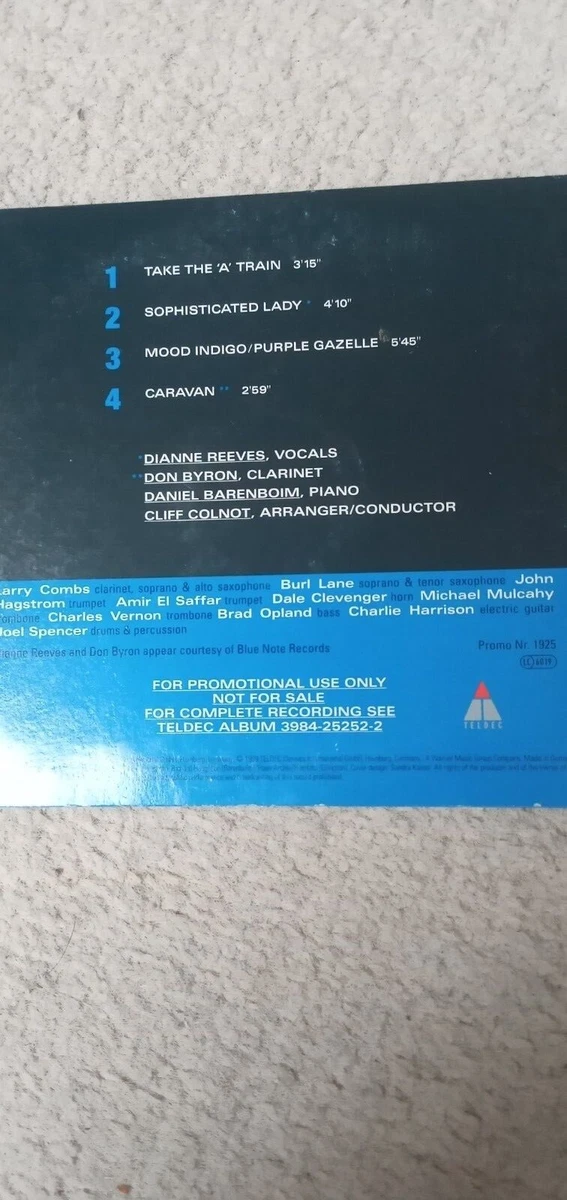 1 TAKE THE 'A' TRAIN 3'15"
2 SOPHISTICATED LADY * 4'10"
3 MOOD INDIGO/PURPLE GAZELLE 5'45"
4 CARAVAN ** 2'59"
*DIANNE REEVES, VOCALS
**DON BYRON, CLARINET
DANIEL BARENBOIM, PIANO
CLIFF COLNOT, ARRANGER/CONDUCTOR
Larry Combs clarinet, soprano & alto saxophone Burl Lane soprano & tenor saxophone John
Hagstrom trumpet Amir El Saffar trumpet Dale Clevenger horn Michael Mulcahy
trombone Charles Vernon trombone Brad Opland bass Charlie Harrison electric guitar
Joel Spencer drums & percussion
Dianne Reeves and Don Byron appear courtesy of Blue Note Records
Promo Nr. 1925
LC 6019
FOR PROMOTIONAL USE ONLY
NOT FOR SALE
FOR COMPLETE RECORDING SEE
TELDEC ALBUM 3984-25252-2
TELDEC